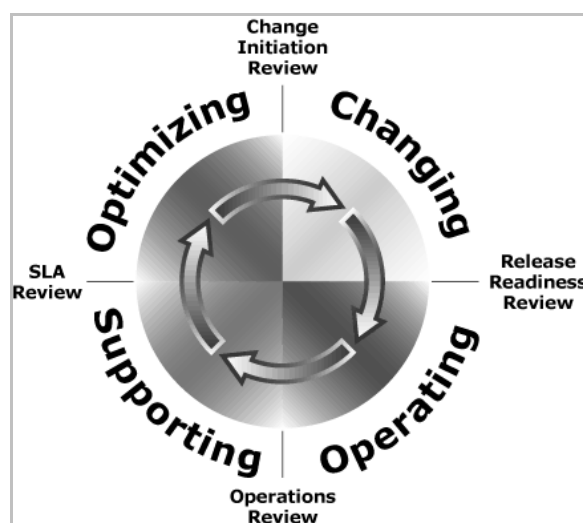 Change
Initiation
Review
Optimizing
Changing
SLA
Review
Release
Readiness
Review
Supporting
Operating
Operations
Review